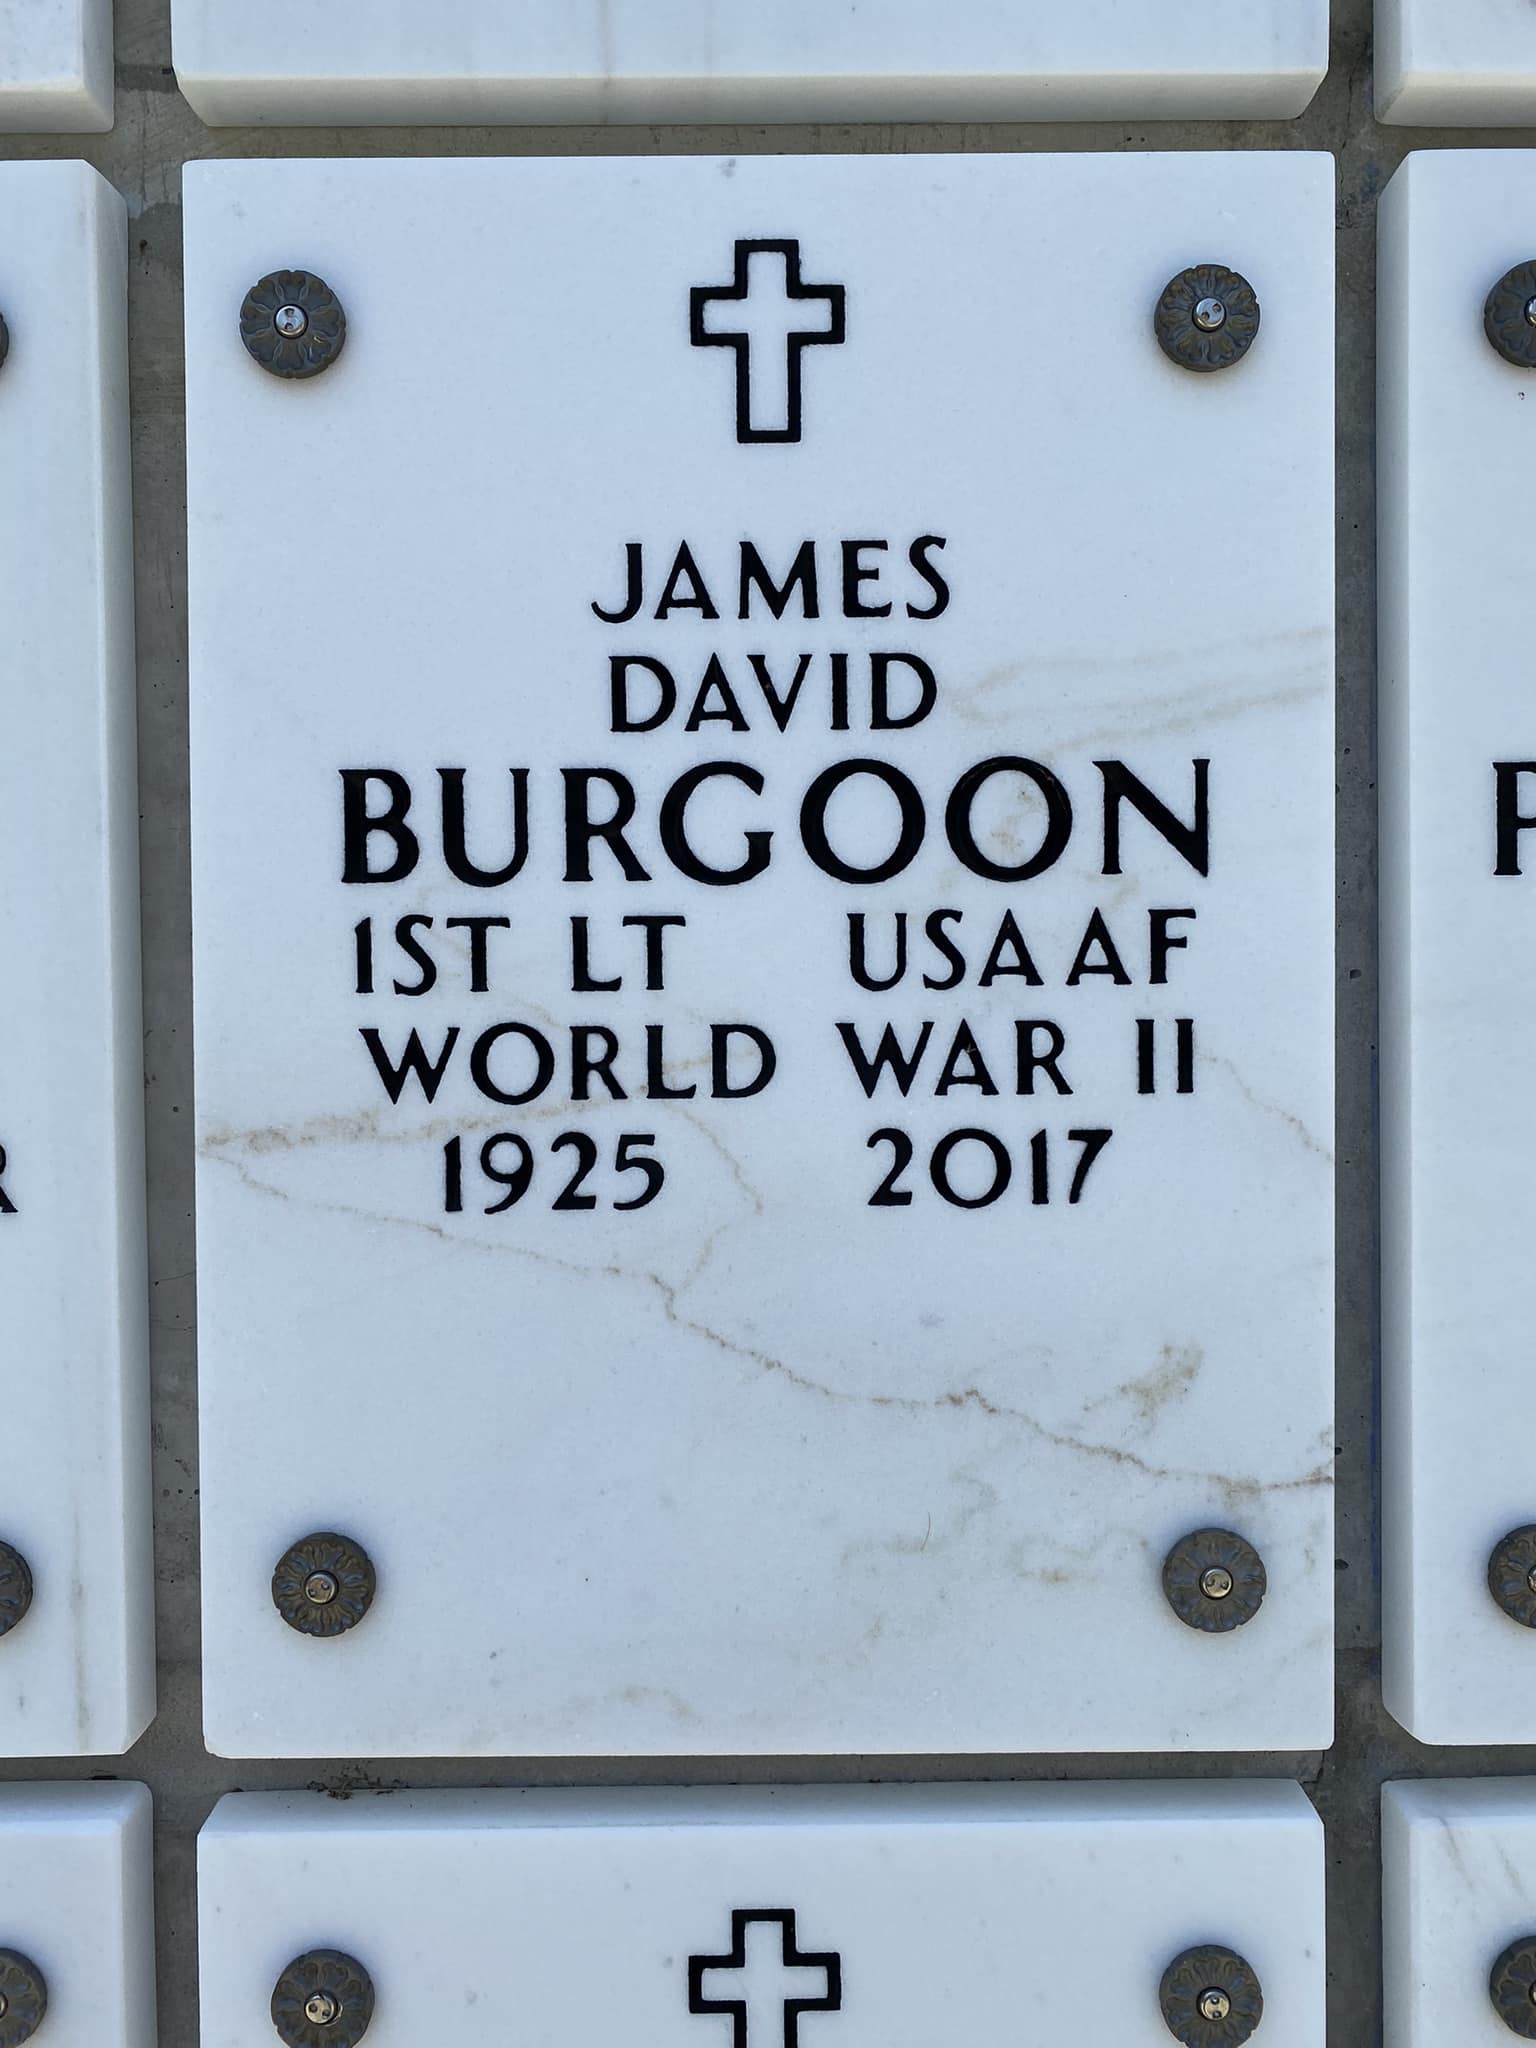 JAMES
DAVID
BURGOON
1ST LT USAAF
WORLD WAR II
1925 2017